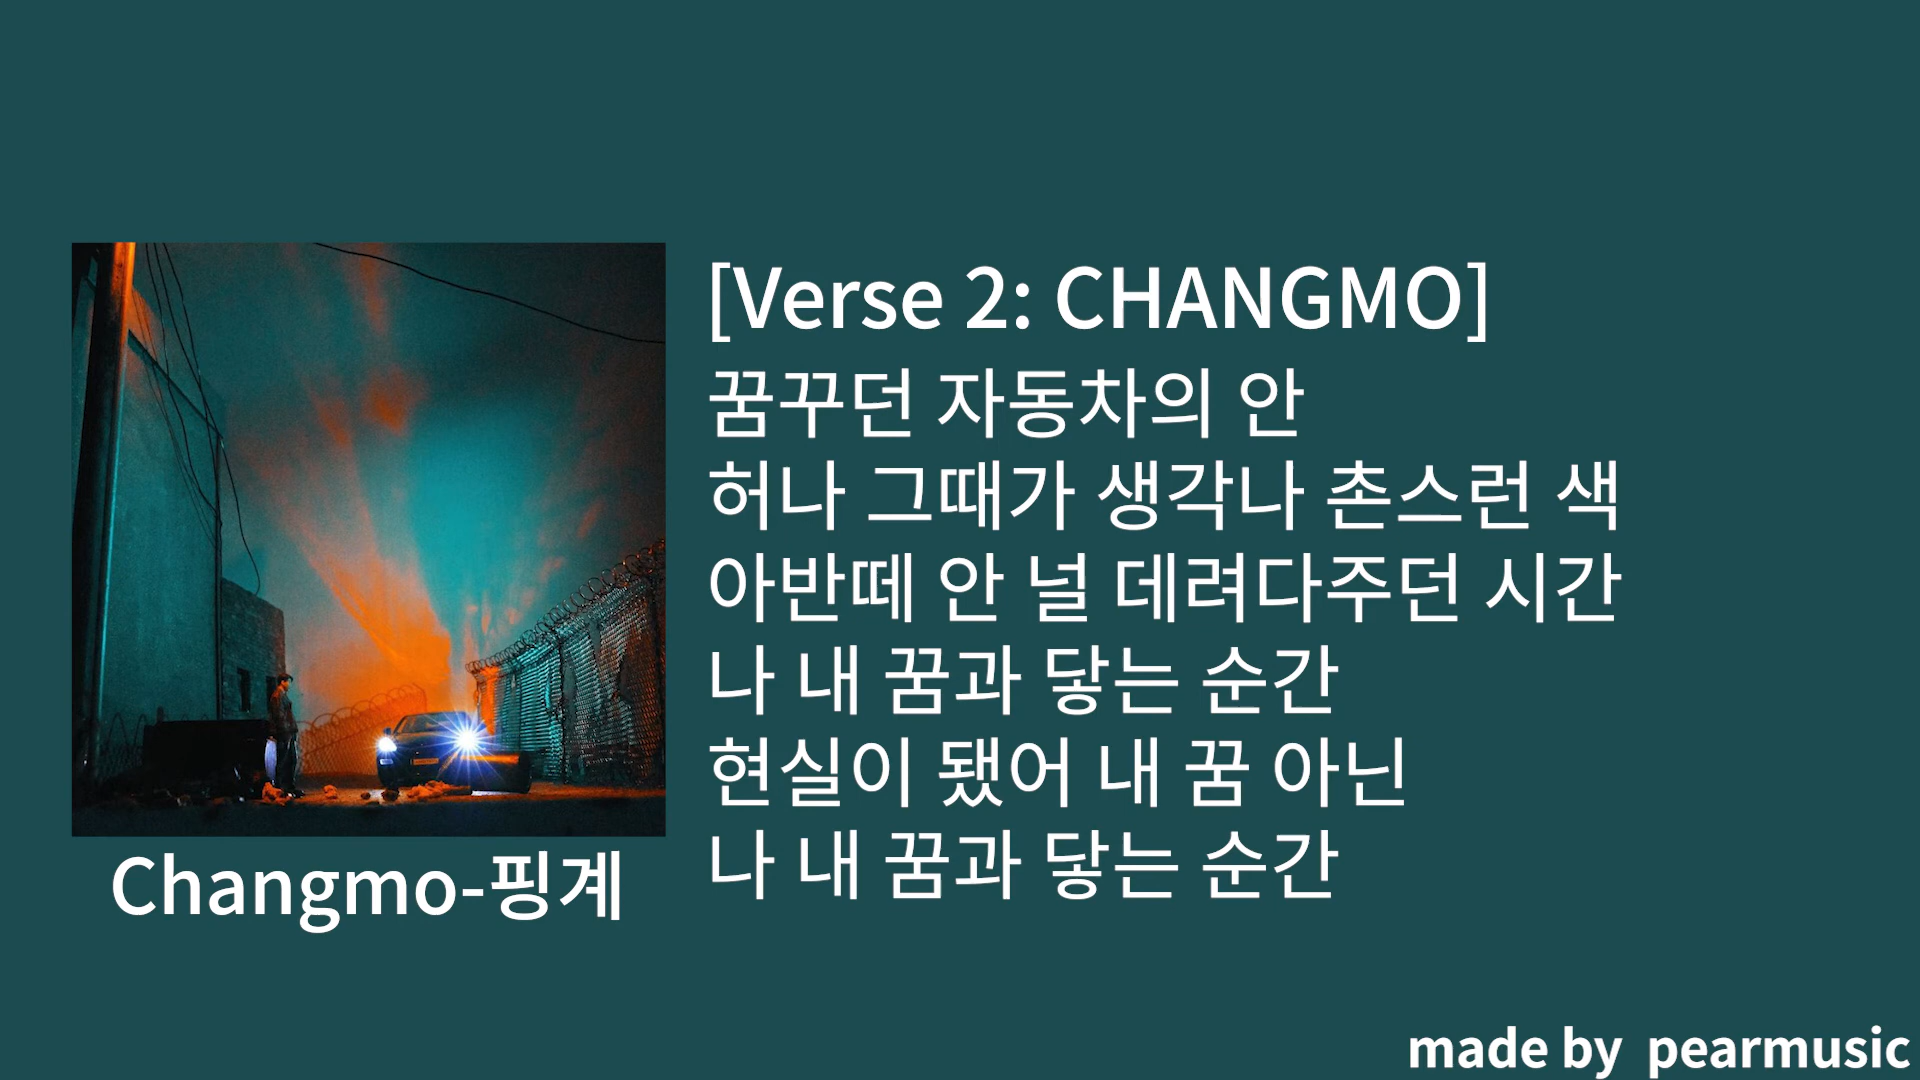 [Verse 2: CHANGMO]
꿈꾸던 자동차의 안
허나 그때가 생각나 촌스런 색
아반떼 안 널 데려다주던 시간
나 내 꿈과 닿는 순간
현실이 됐어 내 꿈 아닌
나 내 꿈과 닿는 순간
Changmo-핑계
made by pearmusic